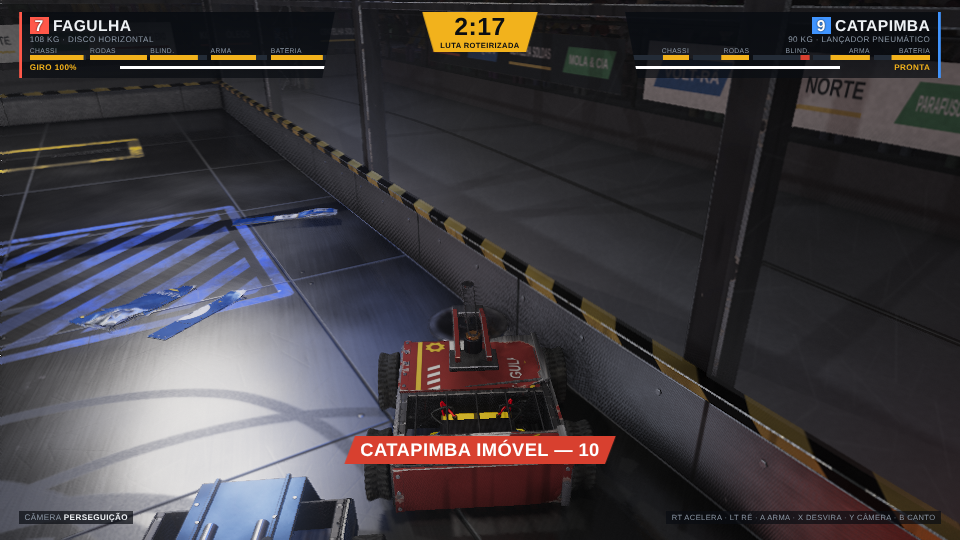 7 FAGULHA
108 KG · DISCO HORIZONTAL
CHASSI RODAS BLIND. ARMA BATERIA
GIRO 100%
2:17
LUTA ROTEIRIZADA
9 CATAPIMBA
90 KG · LANÇADOR PNEUMÁTICO
CHASSI RODAS BLIND. ARMA BATERIA
PRONTA
MOLA & CIA
NORTE
CATAPIMBA IMÓVEL — 10
CÂMERA PERSEGUIÇÃO
RT ACELERA · LT RÉ · A ARMA · X DESVIRA · Y CÂMERA · B CANTO